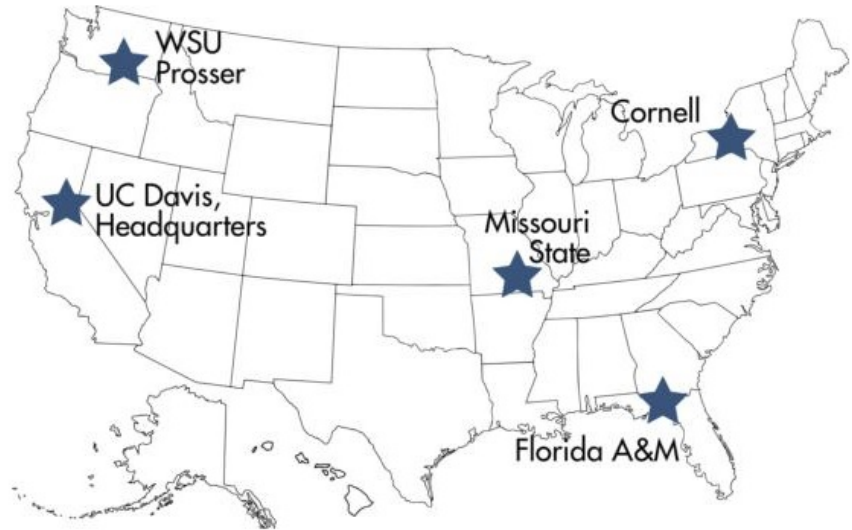 WSU
Prosser
Cornell
UC Davis,
Headquarters
Missouri
State
Florida A&M